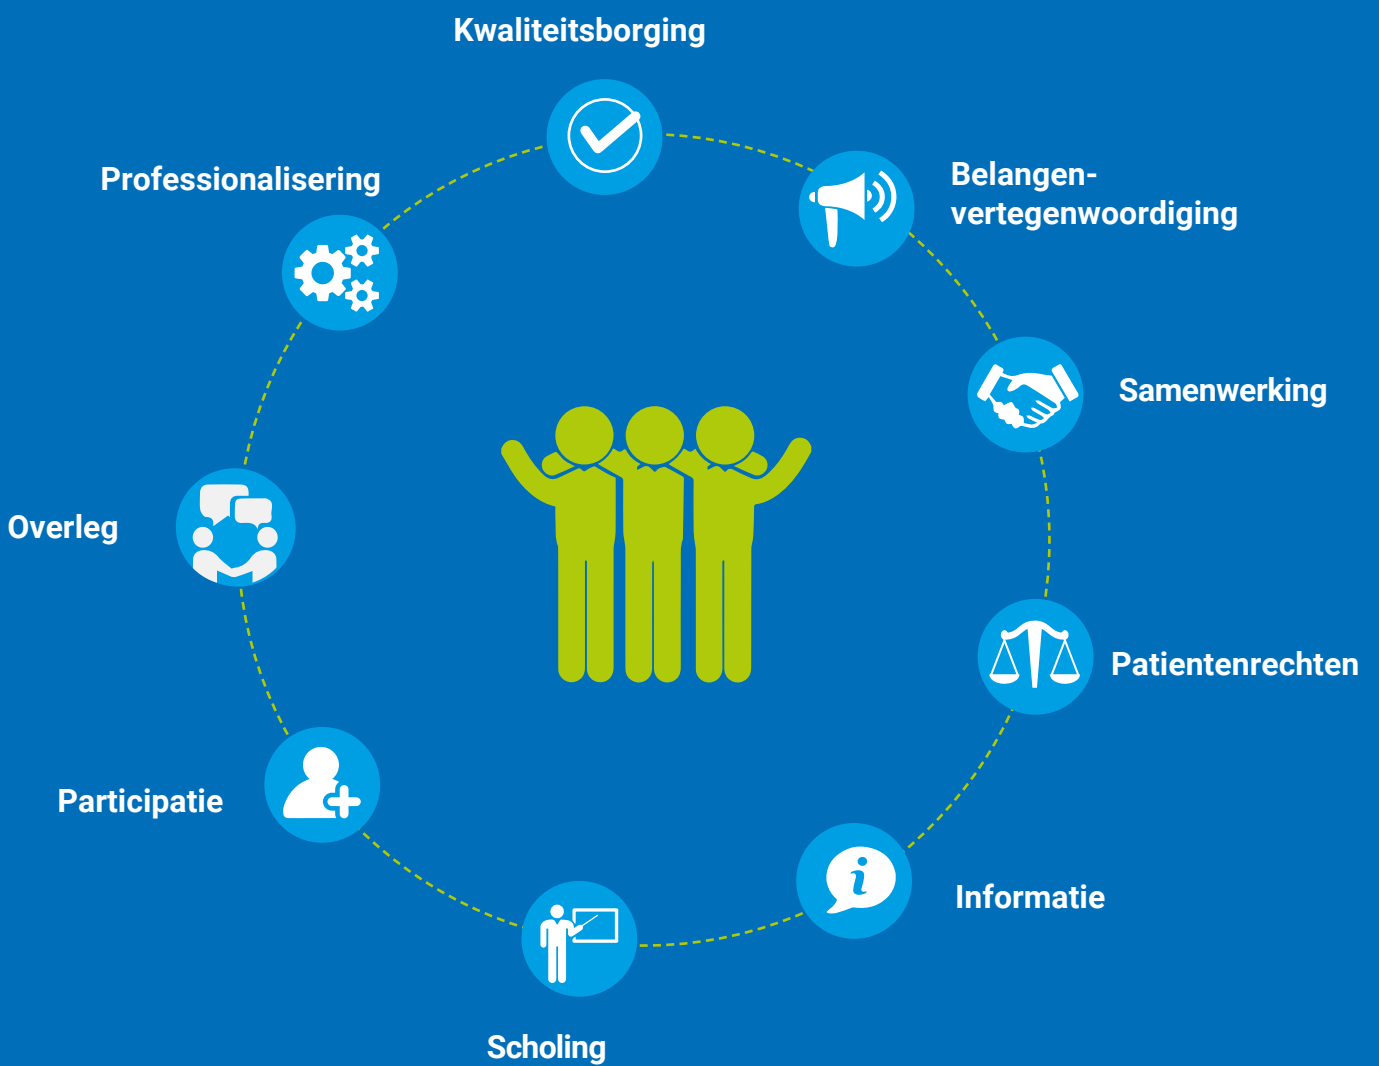 Kwaliteitsborging
Belangen-
vertegenwoordiging
Samenwerking
Patientenrechten
Informatie
Scholing
Participatie
Overleg
Professionalisering